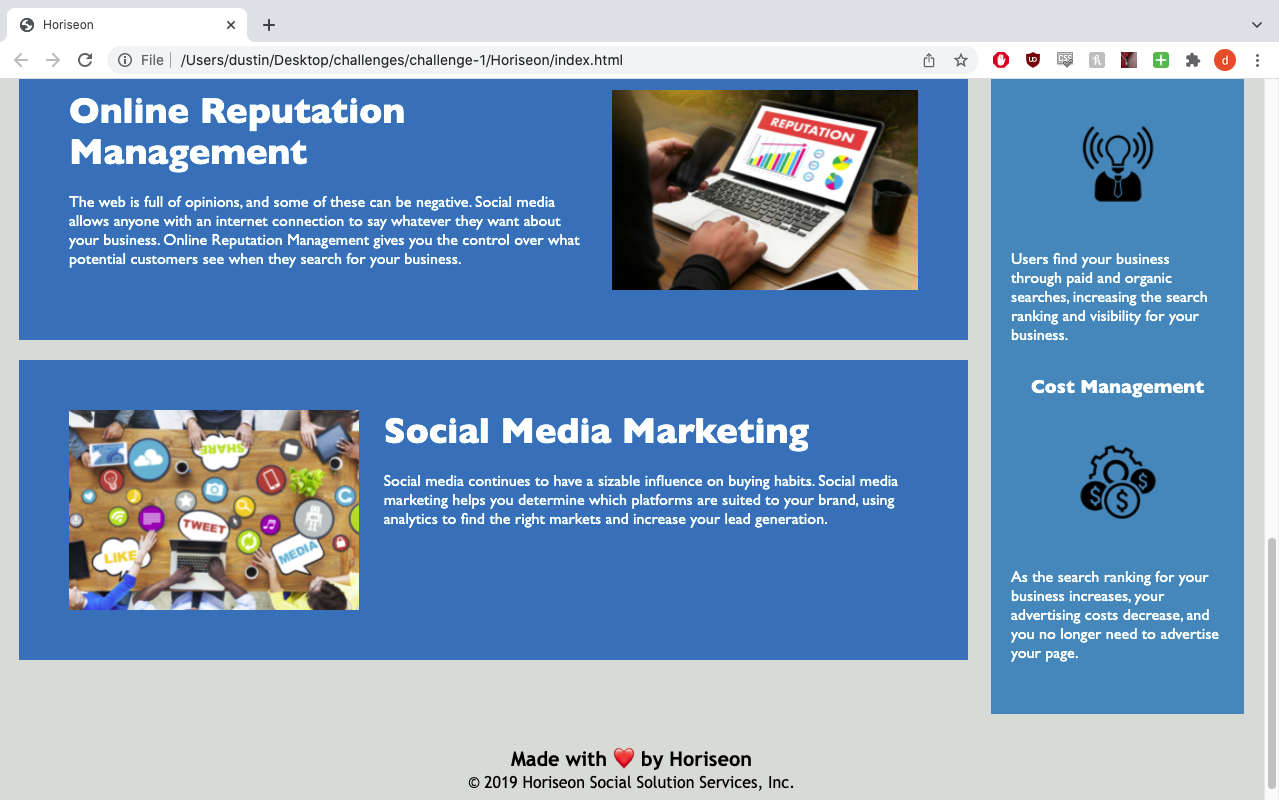 Horiseon
File
/Users/dustin/Desktop/challenges/challenge-1/Horiseon/index.html
d
Online Reputation
Management
The web is full of opinions, and some of these can be negative. Social media
allows anyone with an internet connection to say whatever they want about
your business. Online Reputation Management gives you the control over what
potential customers see when they search for your business.
REPUTATION
Social Media Marketing
Social media continues to have a sizable influence on buying habits. Social media
marketing helps you determine which platforms are suited to your brand, using
analytics to find the right markets and increase your lead generation.
SHARE
TWEET
LIKE
MEDIA
Users find your business
through paid and organic
searches, increasing the search
ranking and visibility for your
business.
Cost Management
$ $ $
As the search ranking for your
business increases, your
advertising costs decrease, and
you no longer need to advertise
your page.
Made with ❤️ by Horiseon
© 2019 Horiseon Social Solution Services, Inc.